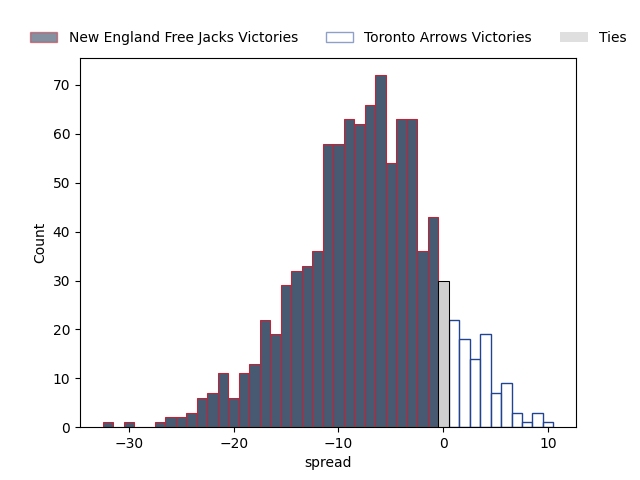 New England Free Jacks Victories Toronto Arrows Victories Ties
70
60
50
40
30
20
10
0
Count
−30 −20 −10 0 10
spread